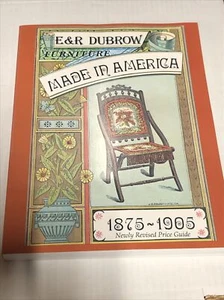 E&R DUBROW
FURNITURE
MADE IN AMERICA
1875~1905
Newly Revised Price Guide